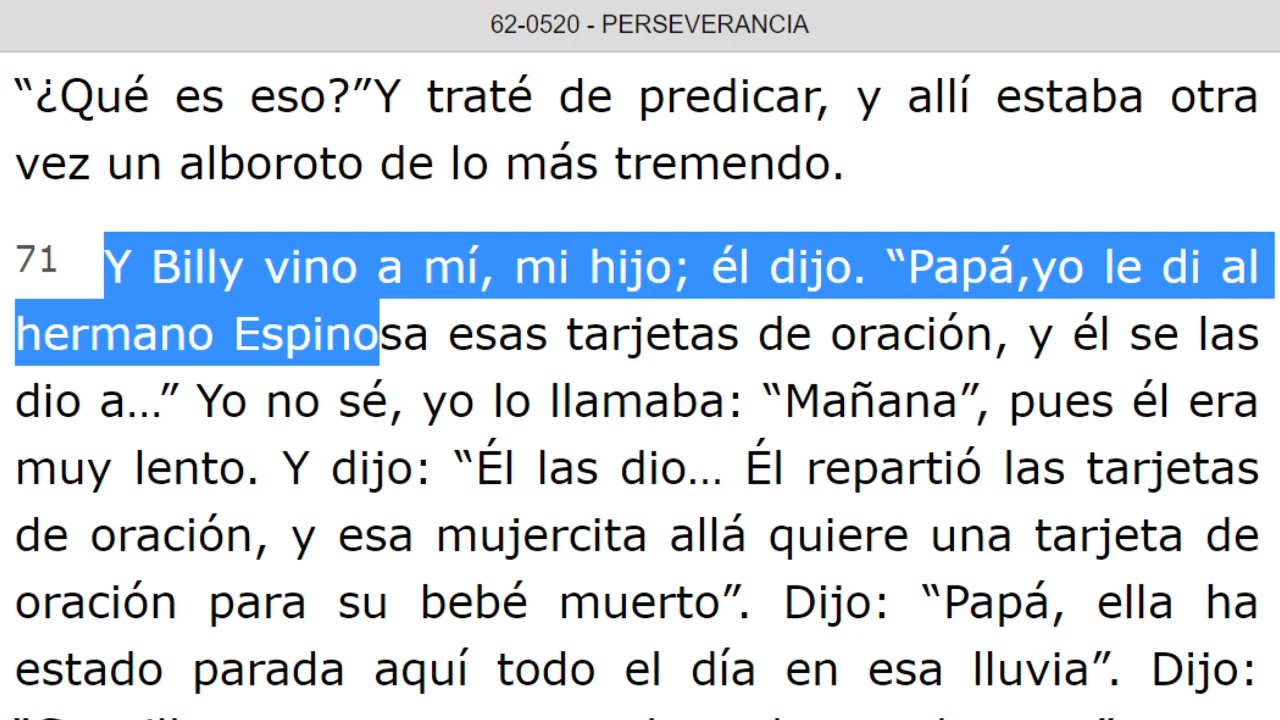 62-0520 - PERSEVERANCIA
“¿Qué es eso?”Y traté de predicar, y allí estaba otra
vez un alboroto de lo más tremendo.
71 Y Billy vino a mí, mi hijo; él dijo. “Papá,yo le di al
hermano Espinosa esas tarjetas de oración, y él se las
dio a…” Yo no sé, yo lo llamaba: “Mañana”, pues él era
muy lento. Y dijo: “Él las dio… Él repartió las tarjetas
de oración, y esa mujercita allá quiere una tarjeta de
oración para su bebé muerto”. Dijo: “Papá, ella ha
estado parada aquí todo el día en esa lluvia”. Dijo: